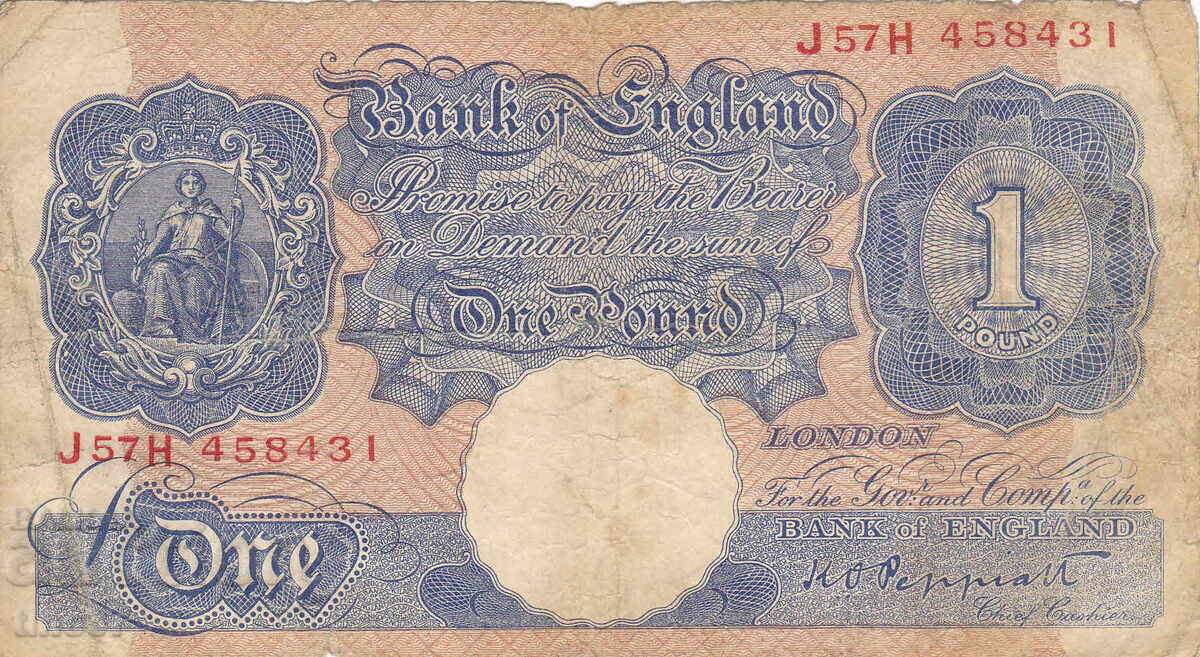 J57H 458431
Bank of England
Promise to pay the Bearer
on Demand the sum of
One Pound
1
POUND
J57H 458431
LONDON
For the Govr. and Compa. of the
BANK of ENGLAND
One
K O Peppiatt
Chief Cashier